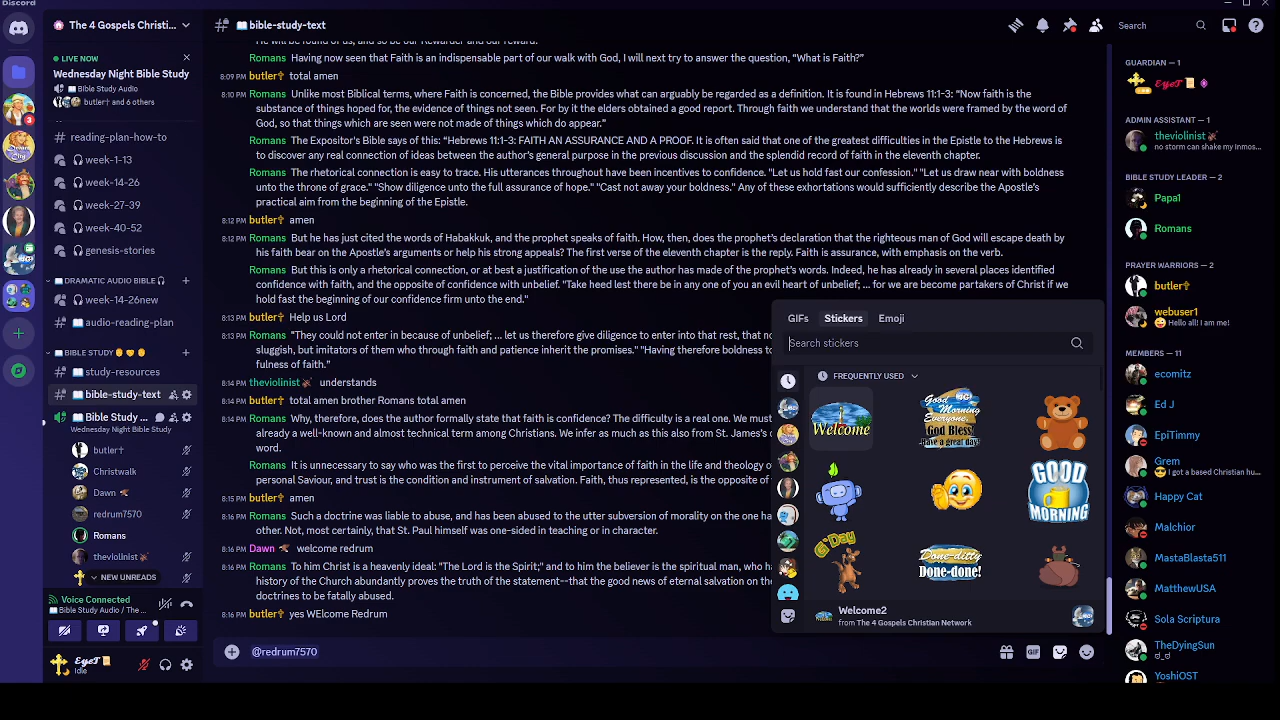 Discord
The 4 Gospels Christi...
LIVE NOW
Wednesday Night Bible Study
Bible Study Audio
butler✝ and 6 others
reading-plan-how-to
week-1-13
week-14-26
week-27-39
week-40-52
genesis-stories
DRAMATIC AUDIO BIBLE
week-14-26new
audio-reading-plan
BIBLE STUDY
study-resources
bible-study-text
Bible Study ...
Wednesday Night Bible Study
butler✝
Christwalk
Dawn
redrum7570
Romans
theviolinist
NEW UNREADS
Voice Connected
Bible Study Audio / The ...
EyeT
Idle
3
bible-study-text
Search
He will be found of us, and so be our Rewarder and our reward.
Romans Having now seen that Faith is an indispensable part of our walk with God, I will next try to answer the question, “What is Faith?”
8:09 PM butler✝ total amen
8:10 PM Romans Unlike most Biblical terms, where Faith is concerned, the Bible provides what can arguably be regarded as a definition. It is found in Hebrews 11:1-3: “Now faith is the
substance of things hoped for, the evidence of things not seen. For by it the elders obtained a good report. Through faith we understand that the worlds were framed by the word of
God, so that things which are seen were not made of things which do appear.”
Romans The Expositor's Bible says of this: “Hebrews 11:1-3: FAITH AN ASSURANCE AND A PROOF. It is often said that one of the greatest difficulties in the Epistle to the Hebrews is
to discover any real connection of ideas between the author's general purpose in the previous discussion and the splendid record of faith in the eleventh chapter.
Romans The rhetorical connection is easy to trace. His utterances throughout have been incentives to confidence. "Let us hold fast our confession." "Let us draw near with boldness
unto the throne of grace." "Show diligence unto the full assurance of hope." "Cast not away your boldness." Any of these exhortations would sufficiently describe the Apostle's
practical aim from the beginning of the Epistle.
8:12 PM butler✝ amen
8:12 PM Romans But he has just cited the words of Habakkuk, and the prophet speaks of faith. How, then, does the prophet's declaration that the righteous man of God will escape death by
his faith bear on the Apostle's arguments or help his strong appeals? The first verse of the eleventh chapter is the reply. Faith is assurance, with emphasis on the verb.
Romans But this is only a rhetorical connection, or at best a justification of the use the author has made of the prophet's words. Indeed, he has already in several places identified
confidence with faith, and the opposite of confidence with unbelief. "Take heed lest there be in any one of you an evil heart of unbelief; ... for we are become partakers of Christ if we
hold fast the beginning of our confidence firm unto the end."
8:13 PM butler✝ Help us Lord
8:13 PM Romans "They could not enter in because of unbelief; ... let us therefore give diligence to enter into that rest, that no
sluggish, but imitators of them who through faith and patience inherit the promises." "Having therefore boldness to
fulness of faith."
8:14 PM theviolinist understands
8:14 PM butler✝ total amen brother Romans total amen
8:14 PM Romans Why, therefore, does the author formally state that faith is confidence? The difficulty is a real one. We must
already a well-known and almost technical term among Christians. We infer as much as this also from St. James's
word.
Romans It is unnecessary to say who was the first to perceive the vital importance of faith in the life and theology o
personal Saviour, and trust is the condition and instrument of salvation. Faith, thus represented, is the opposite of
8:15 PM butler✝ amen
8:16 PM Romans Such a doctrine was liable to abuse, and has been abused to the utter subversion of morality on the one han
other. Not, most certainly, that St. Paul himself was one-sided in teaching or in character.
8:16 PM Dawn welcome redrum
8:16 PM Romans To him Christ is a heavenly ideal: "The Lord is the Spirit;" and to him the believer is the spiritual man, who ha
history of the Church abundantly proves the truth of the statement--that the good news of eternal salvation on the
doctrines to be fatally abused.
8:16 PM butler✝ yes WElcome Redrum
@redrum7570
GIF
GIFs Stickers Emoji
Search stickers
FREQUENTLY USED
Welcome
Good Morning Everyone,
God Bless!
Have a great day!
GOOD MORNING
G'Day
Done-ditty
Done-done!
Welcome2
from The 4 Gospels Christian Network
GUARDIAN — 1
EyeT
ADMIN ASSISTANT — 1
theviolinist
no storm can shake my inmos...
BIBLE STUDY LEADER — 2
Papa1
Romans
PRAYER WARRIORS — 2
butler✝
webuser1
Hello all! I am me!
MEMBERS — 11
ecomitz
Ed J
EpiTimmy
Grem
I got a based Christian hu...
Happy Cat
Malchior
MastaBlasta511
MatthewUSA
Sola Scriptura
TheDyingSun
YoshiOST